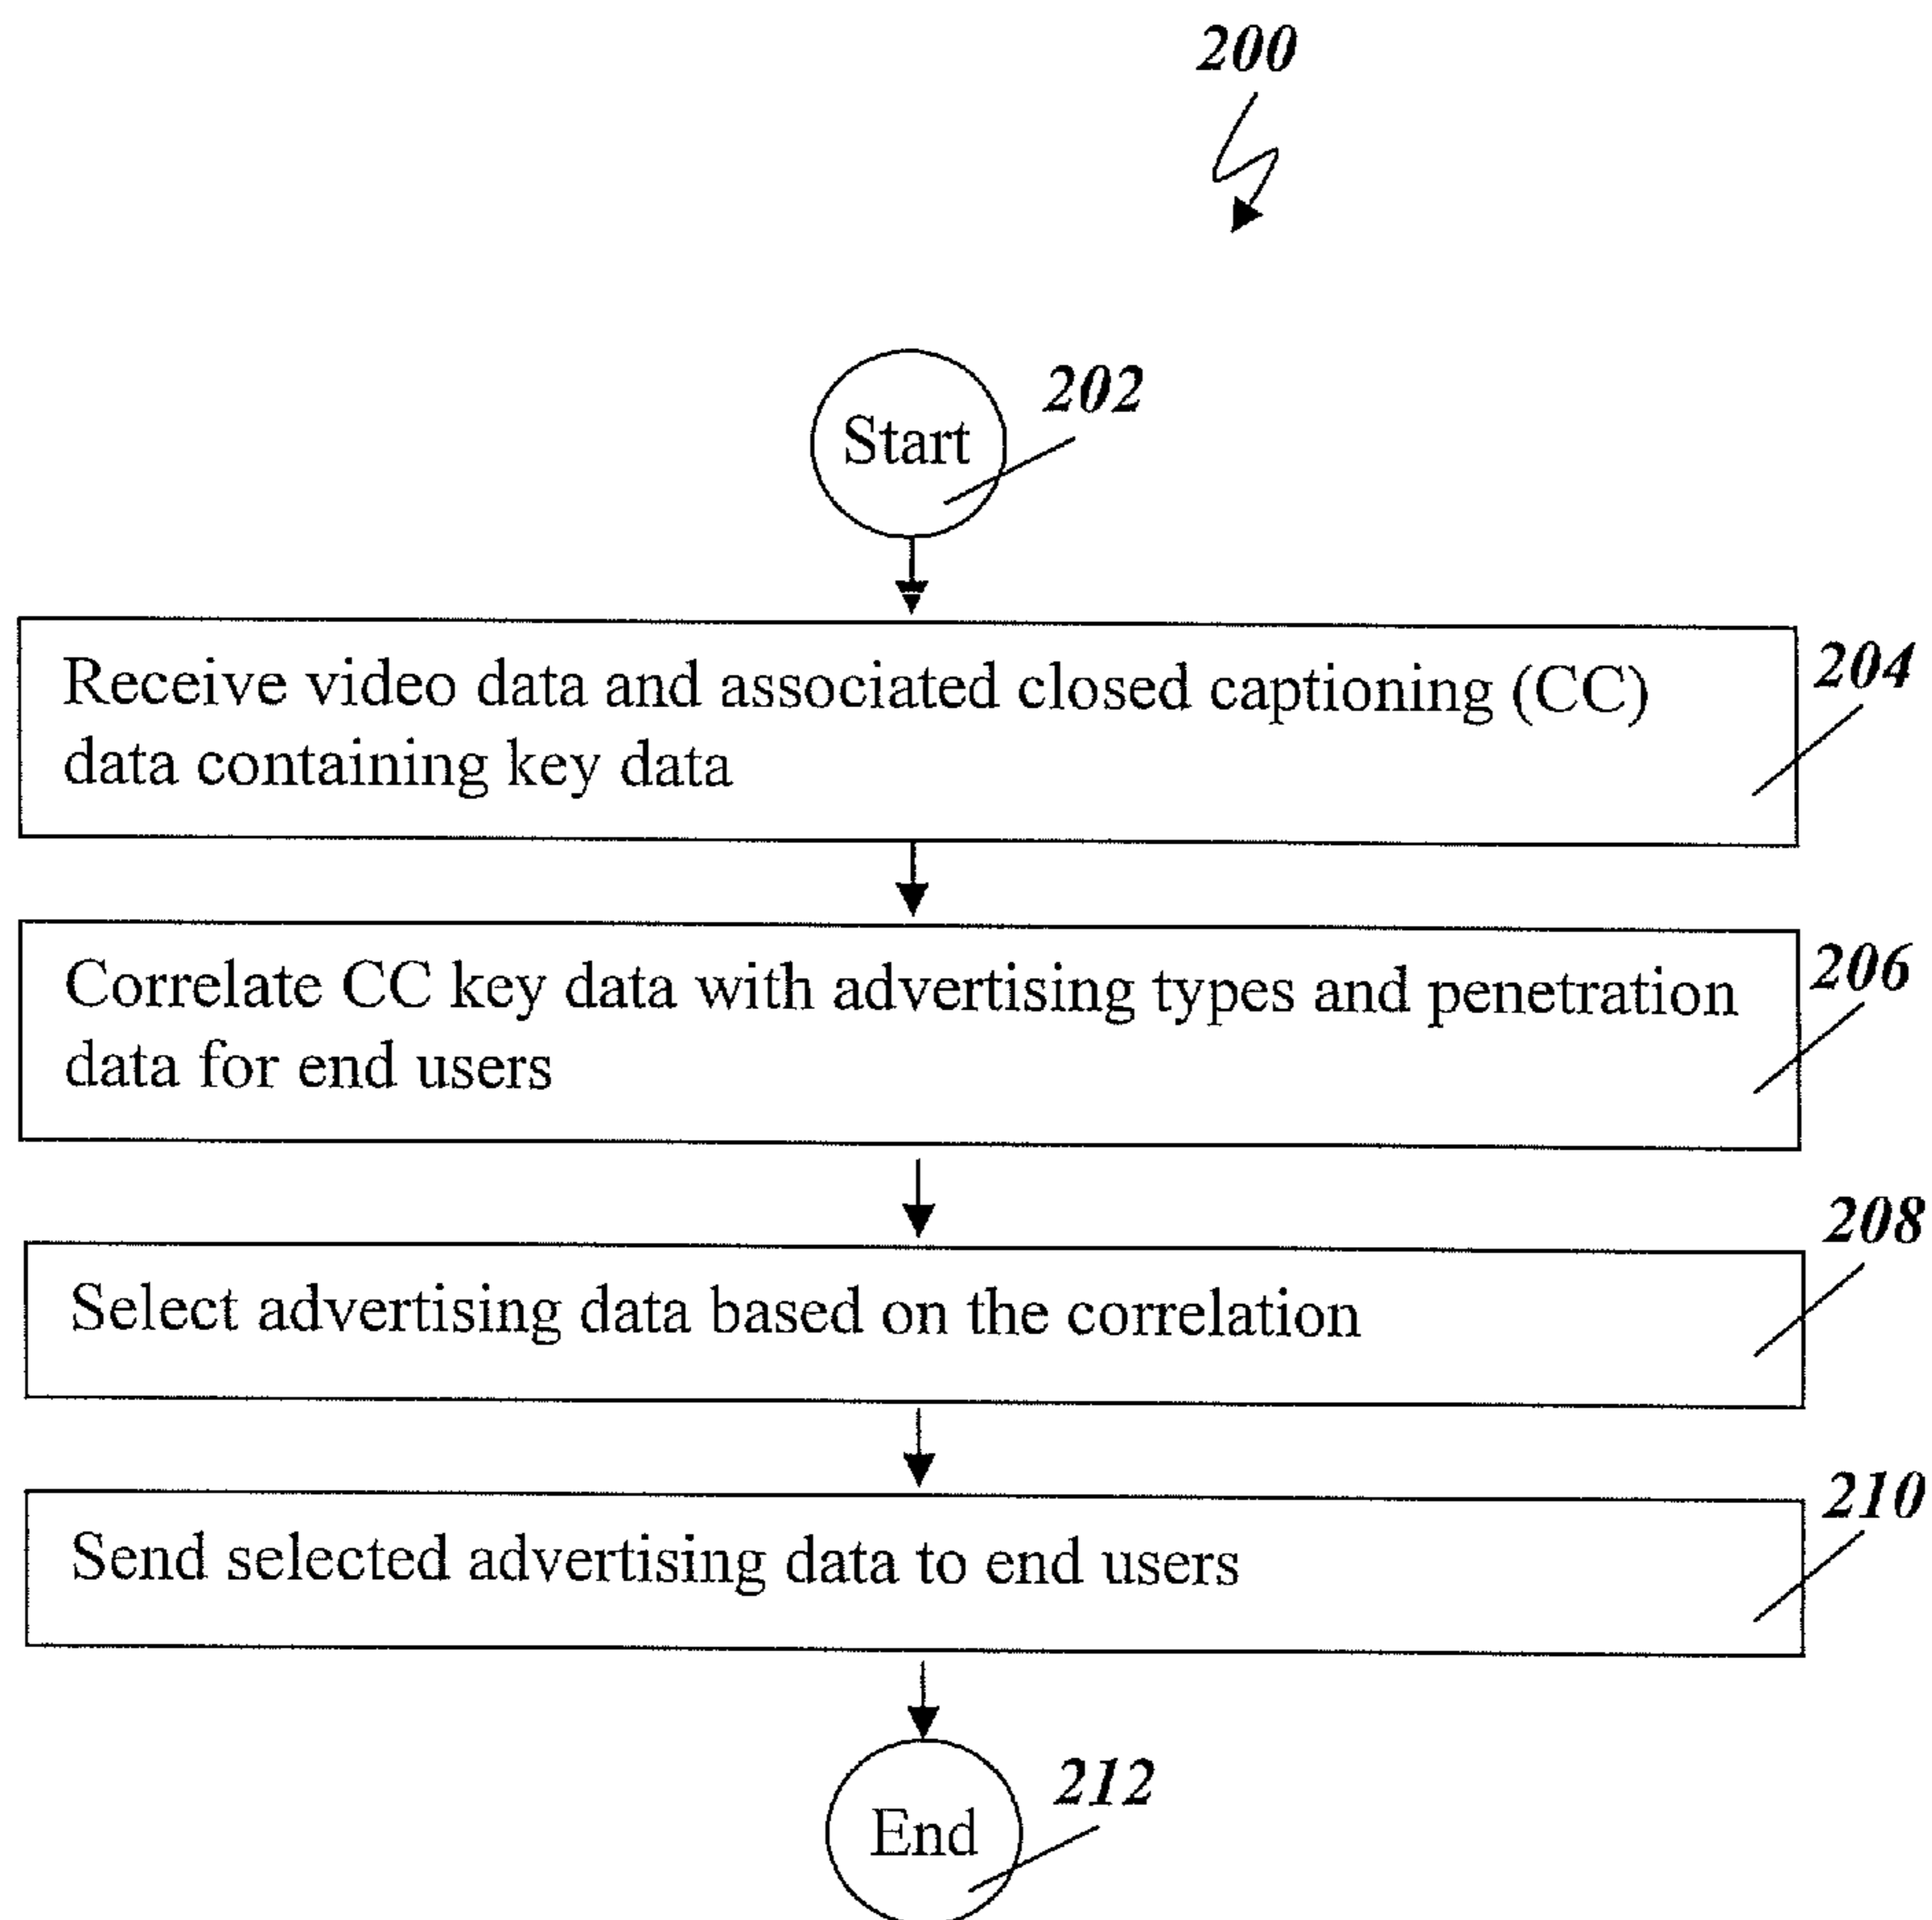 200
Start
202
Receive video data and associated closed captioning (CC)
data containing key data
204
Correlate CC key data with advertising types and penetration
data for end users
206
Select advertising data based on the correlation
208
Send selected advertising data to end users
210
End
212